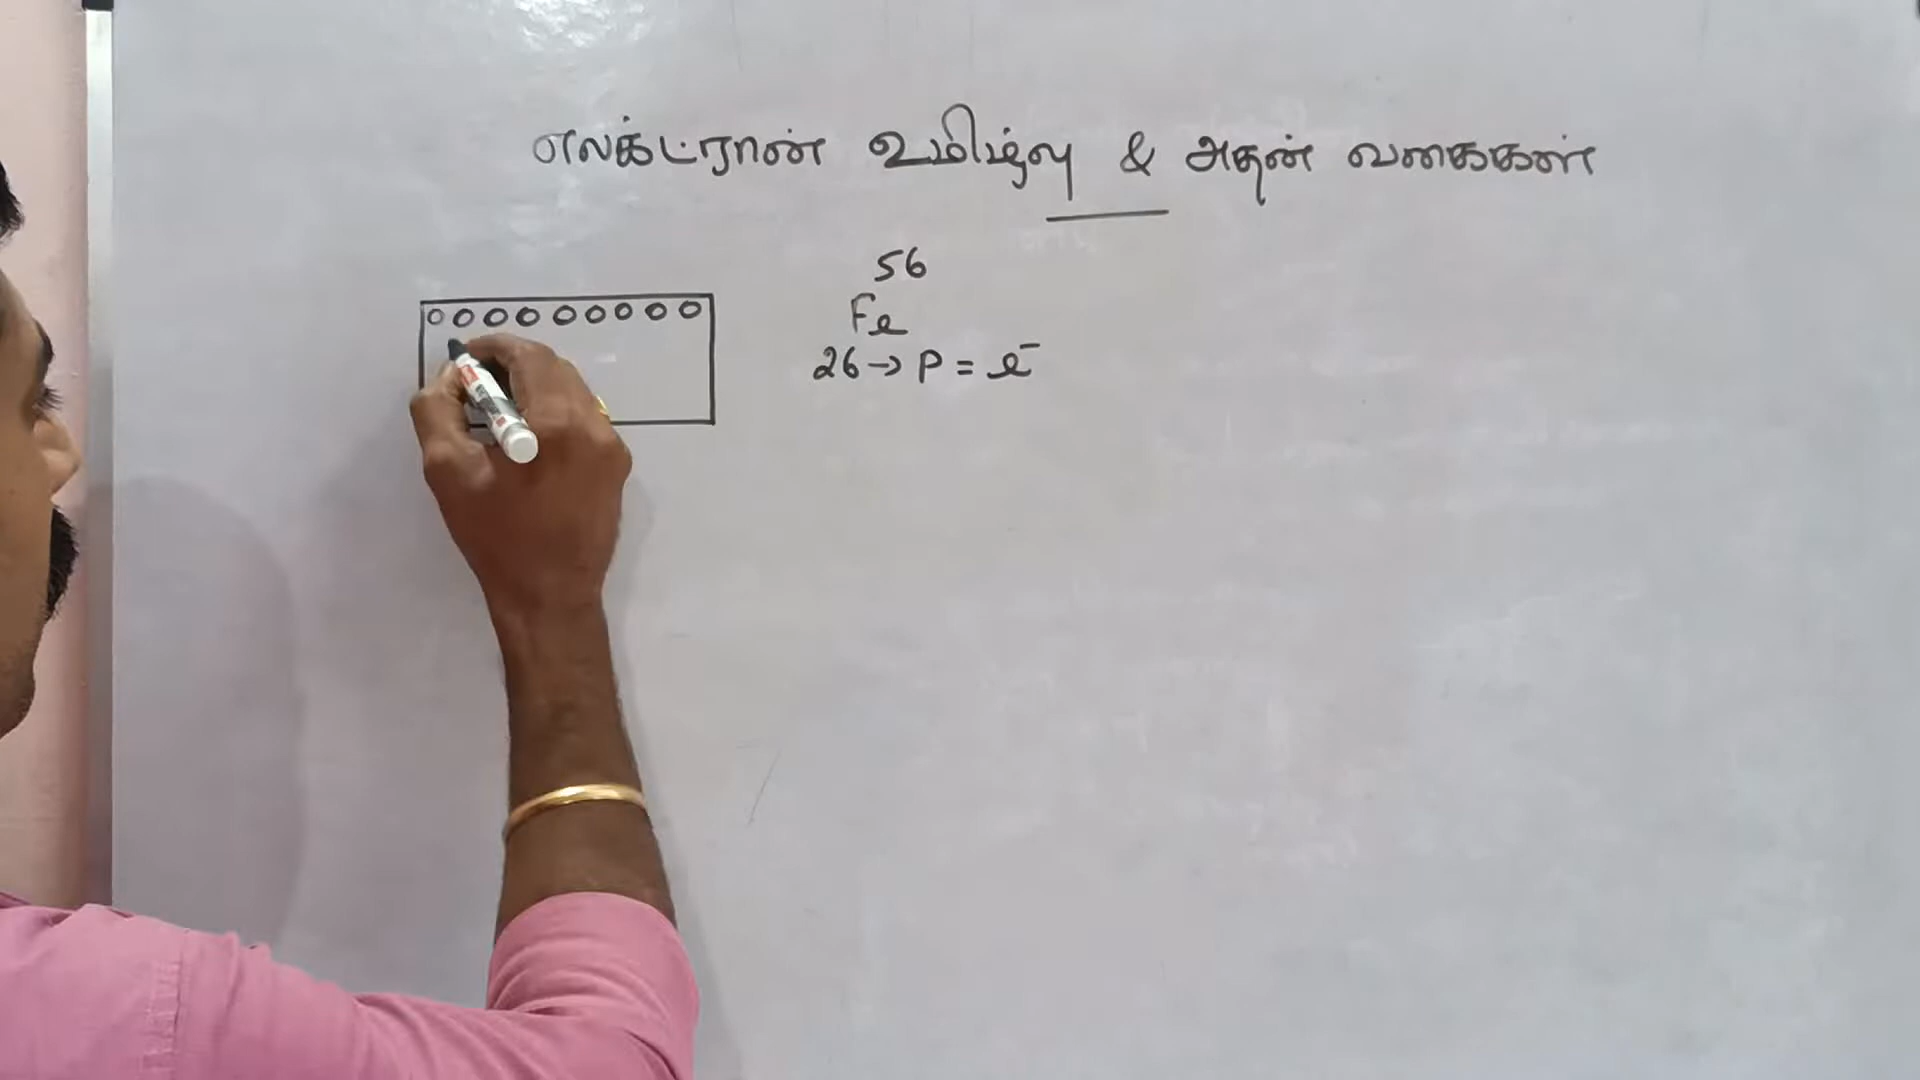 எலக்ட்ரான் உமிழ்வு & அதன் வகைகள்
56
Fe
26 → P = e⁻